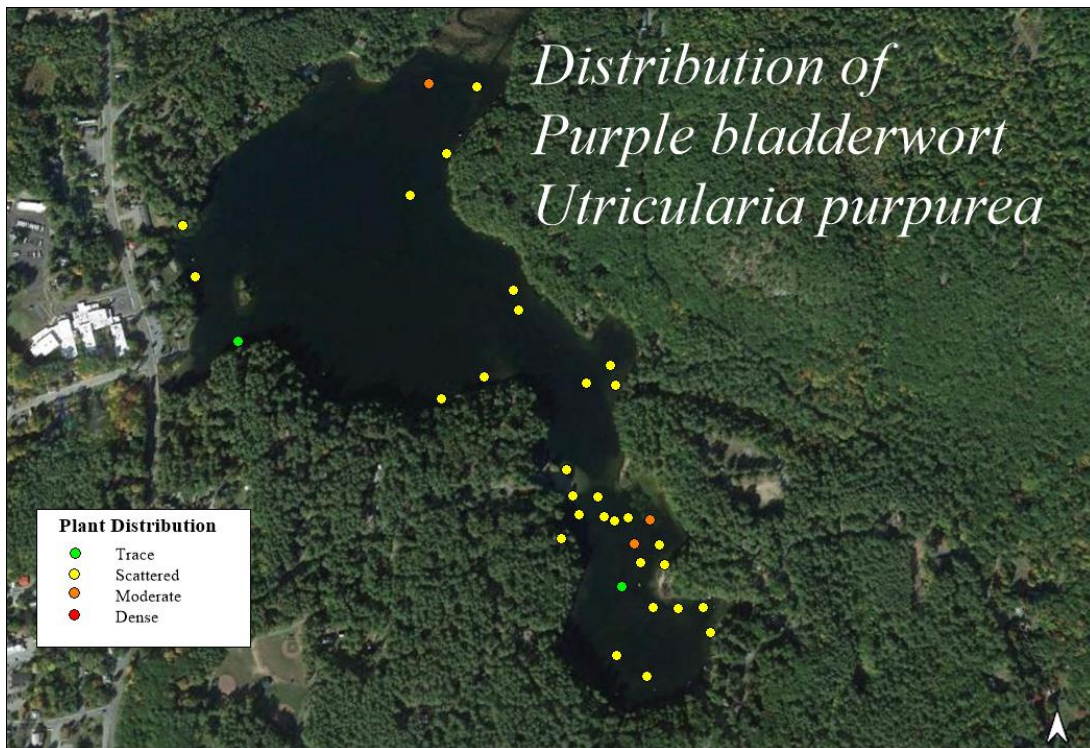 Distribution of
Purple bladderwort
Utricularia purpurea
Plant Distribution
Trace
Scattered
Moderate
Dense